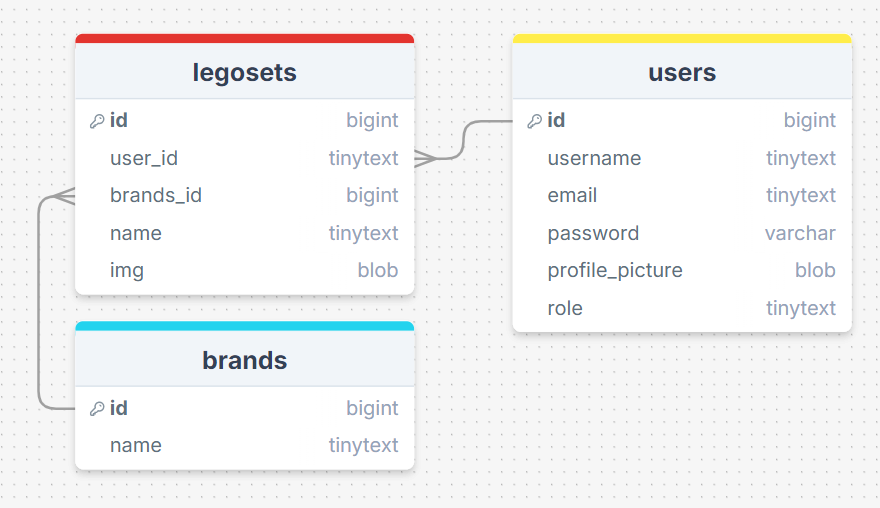 legosets
id bigint
user_id tinytext
brands_id bigint
name tinytext
img blob
users
id bigint
username tinytext
email tinytext
password varchar
profile_picture blob
role tinytext
brands
id bigint
name tinytext